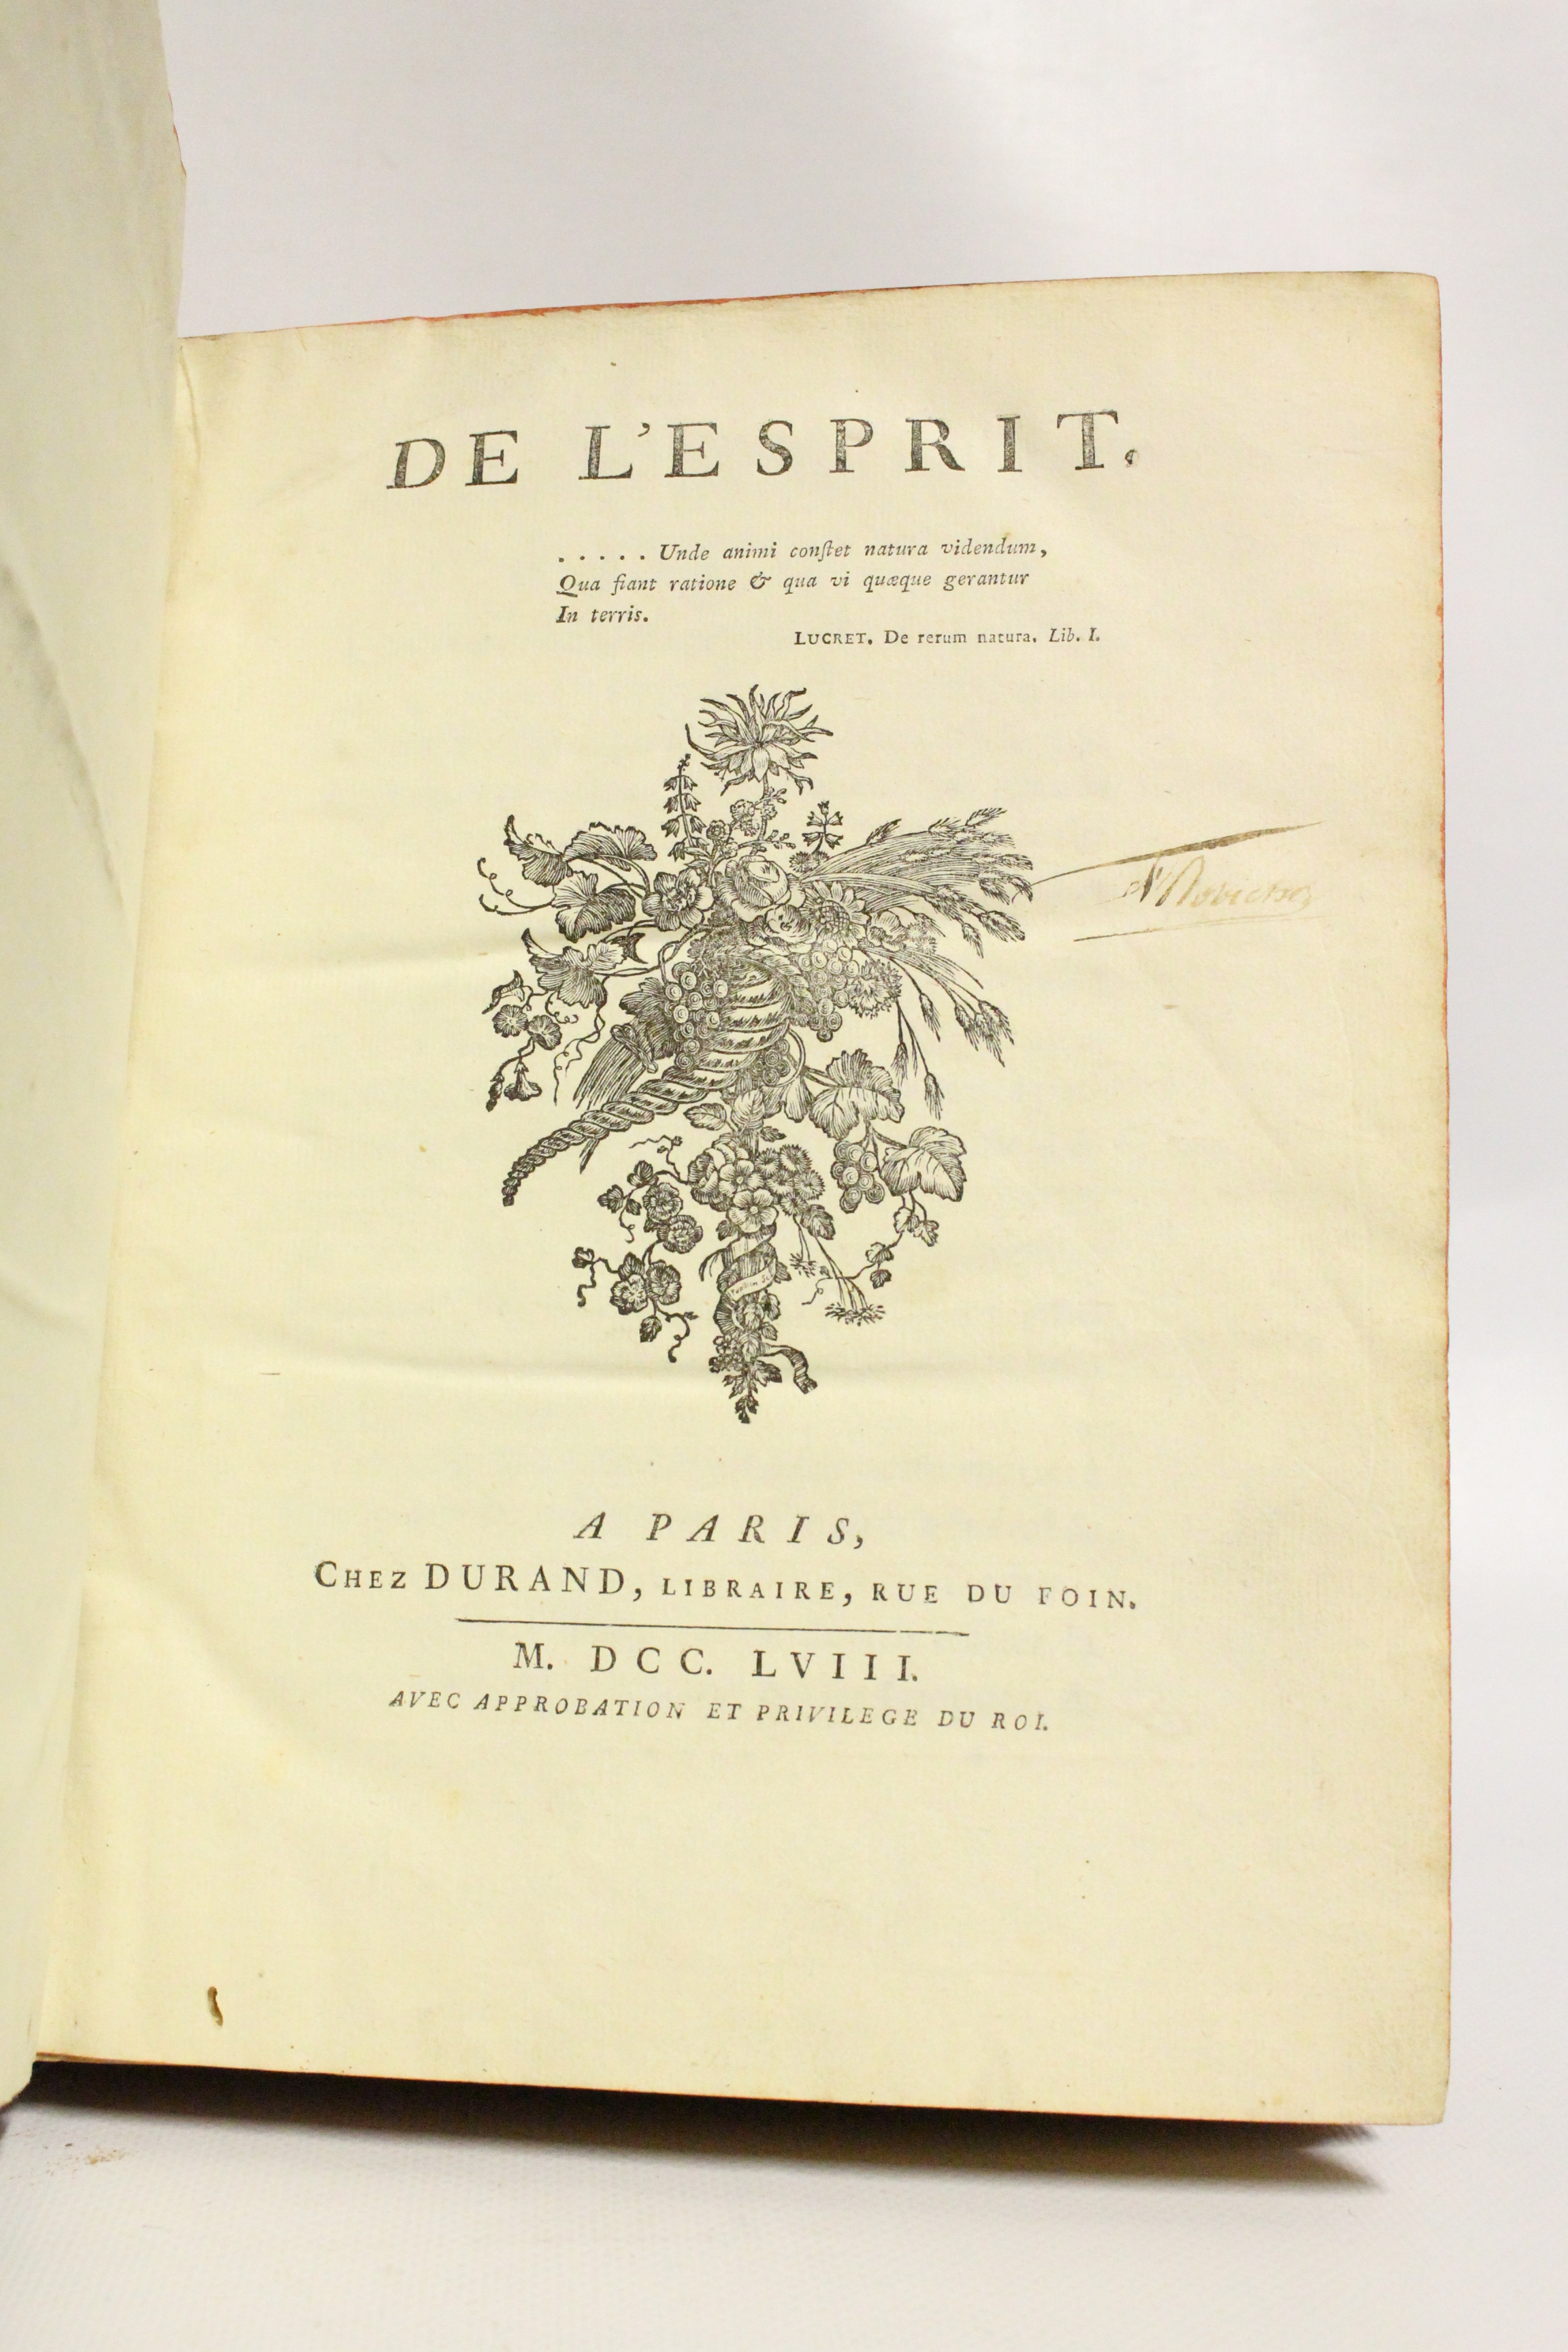 DE L'ESPRIT.
. . . . . Unde animi conſtet natura videndum,
Qua fiant ratione & qua vi quæque gerantur
In terris.
LUCRET. De rerum natura. Lib. I.
A PARIS,
CHEZ DURAND, LIBRAIRE, RUE DU FOIN.
M. DCC. LVIII.
AVEC APPROBATION ET PRIVILEGE DU ROI.